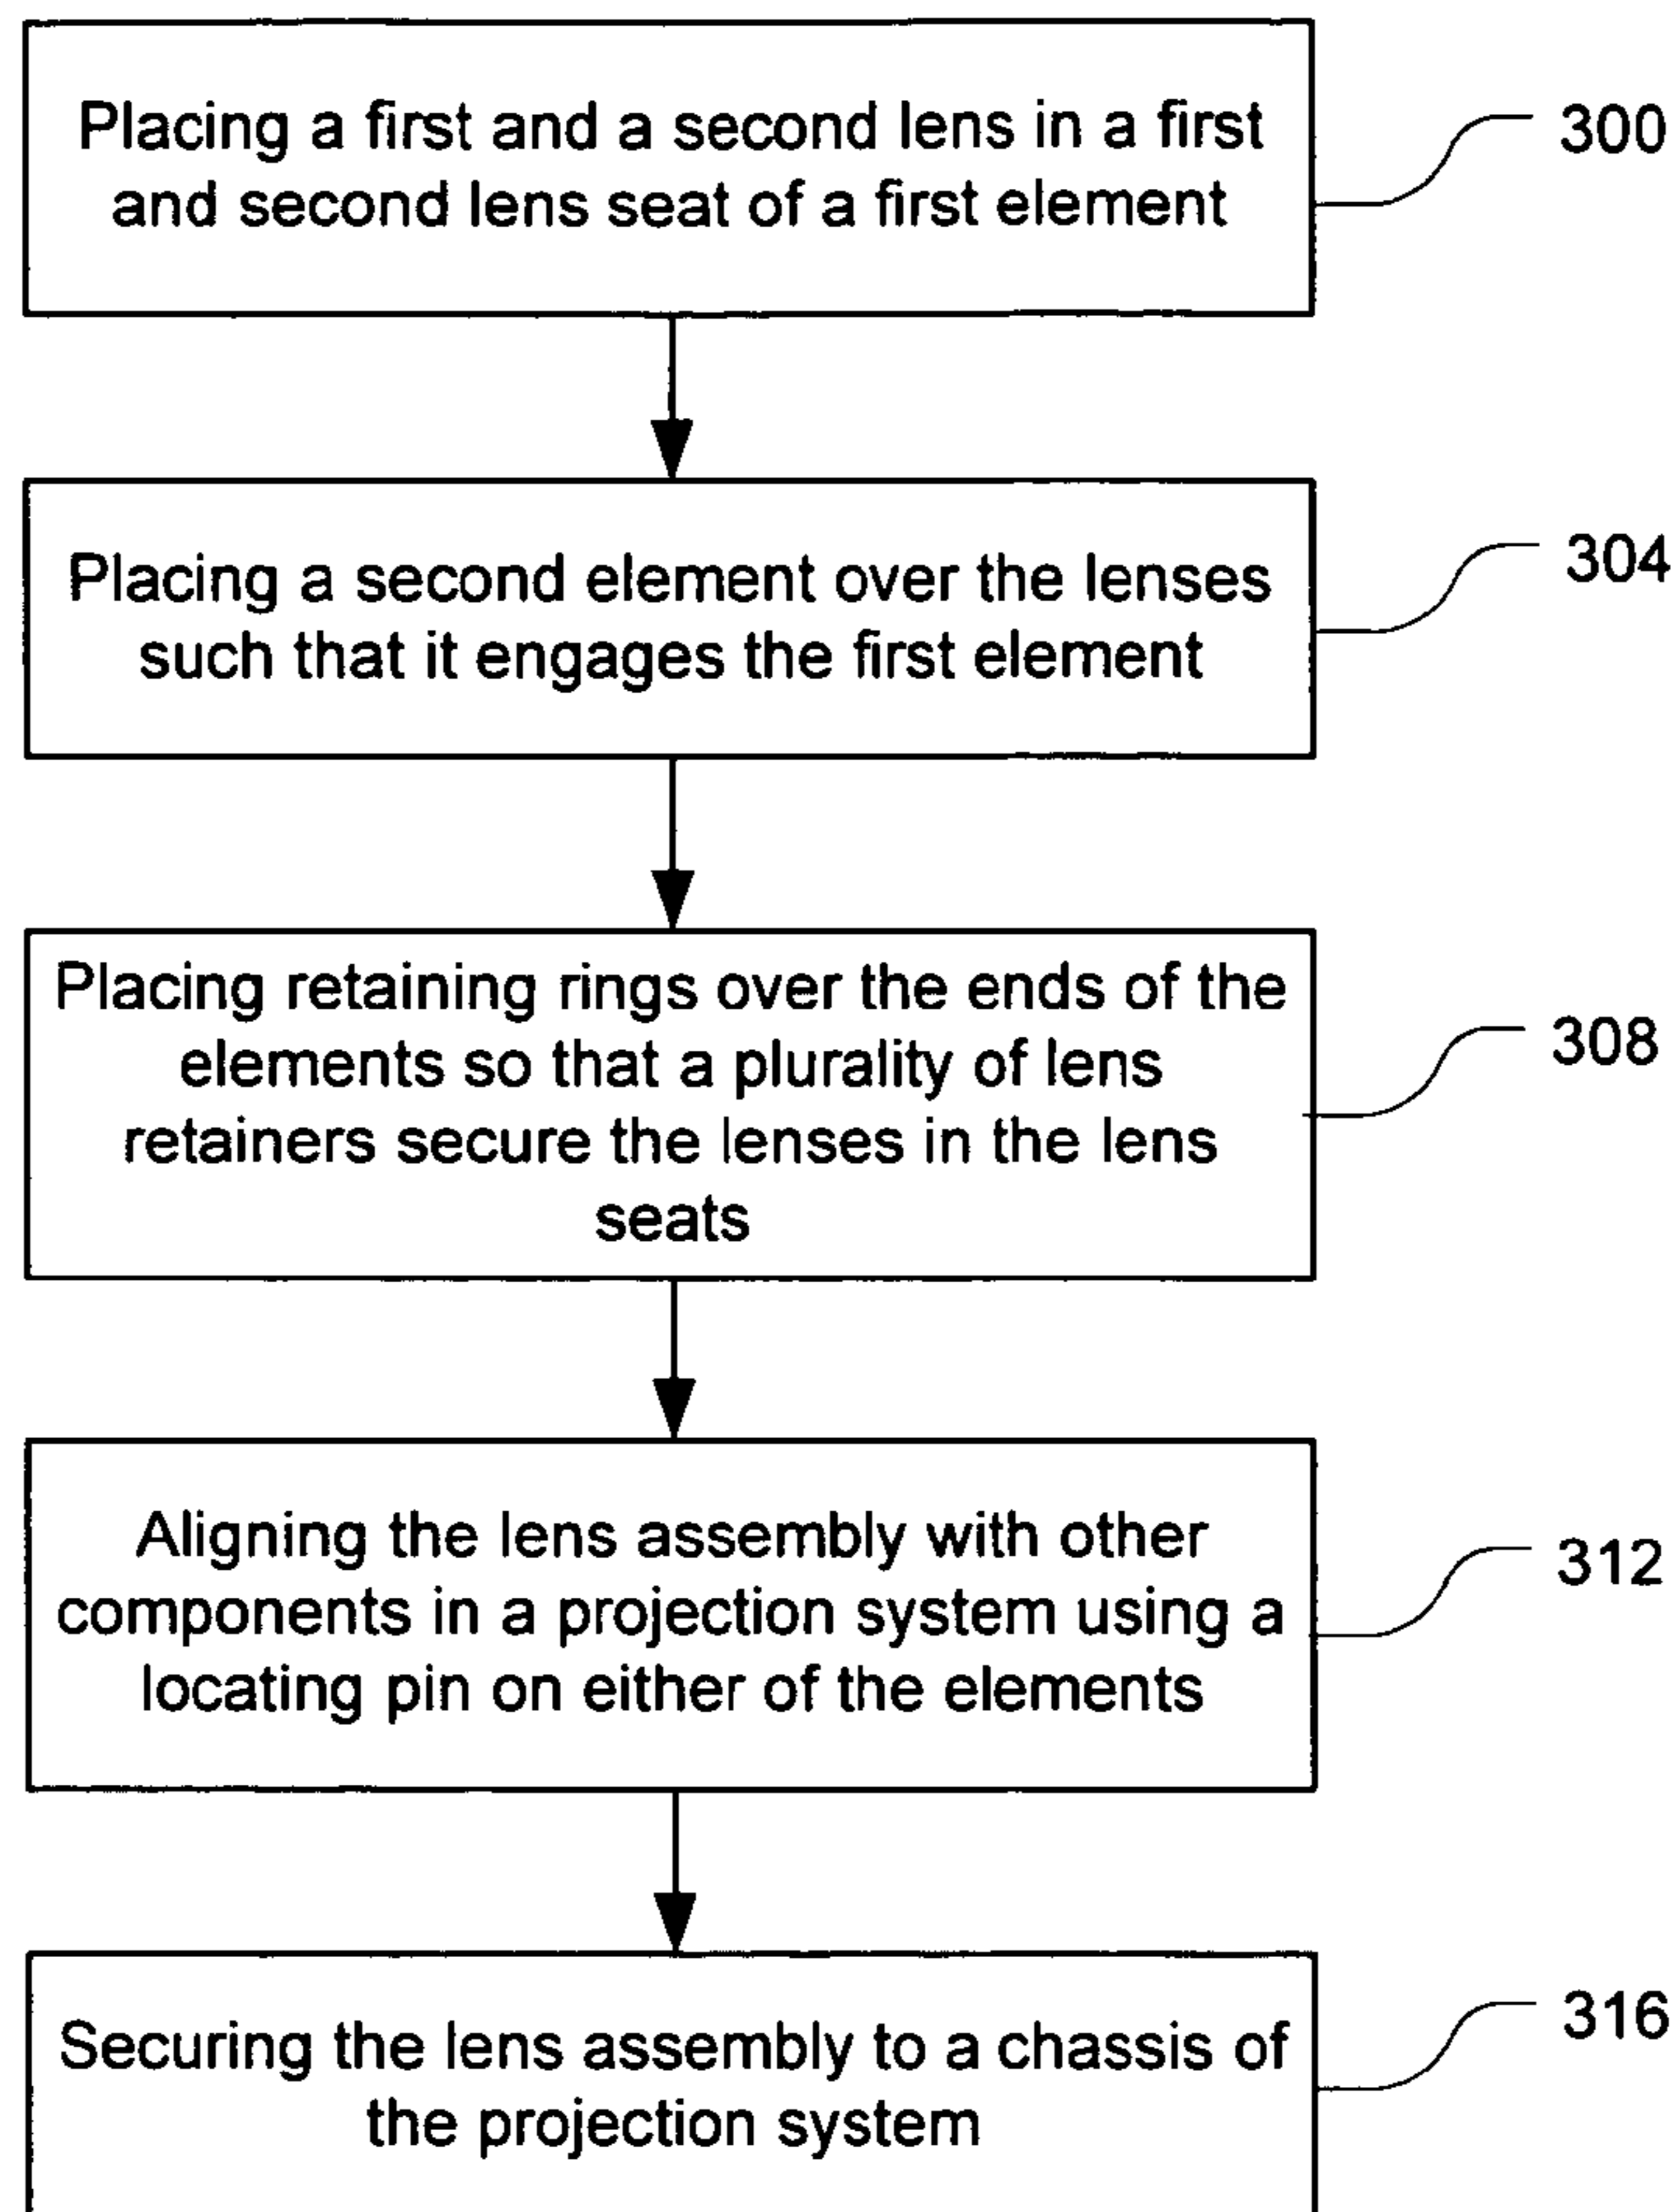 Placing a first and a second lens in a first
and second lens seat of a first element
300
Placing a second element over the lenses
such that it engages the first element
304
Placing retaining rings over the ends of the
elements so that a plurality of lens
retainers secure the lenses in the lens
seats
308
Aligning the lens assembly with other
components in a projection system using a
locating pin on either of the elements
312
Securing the lens assembly to a chassis of
the projection system
316